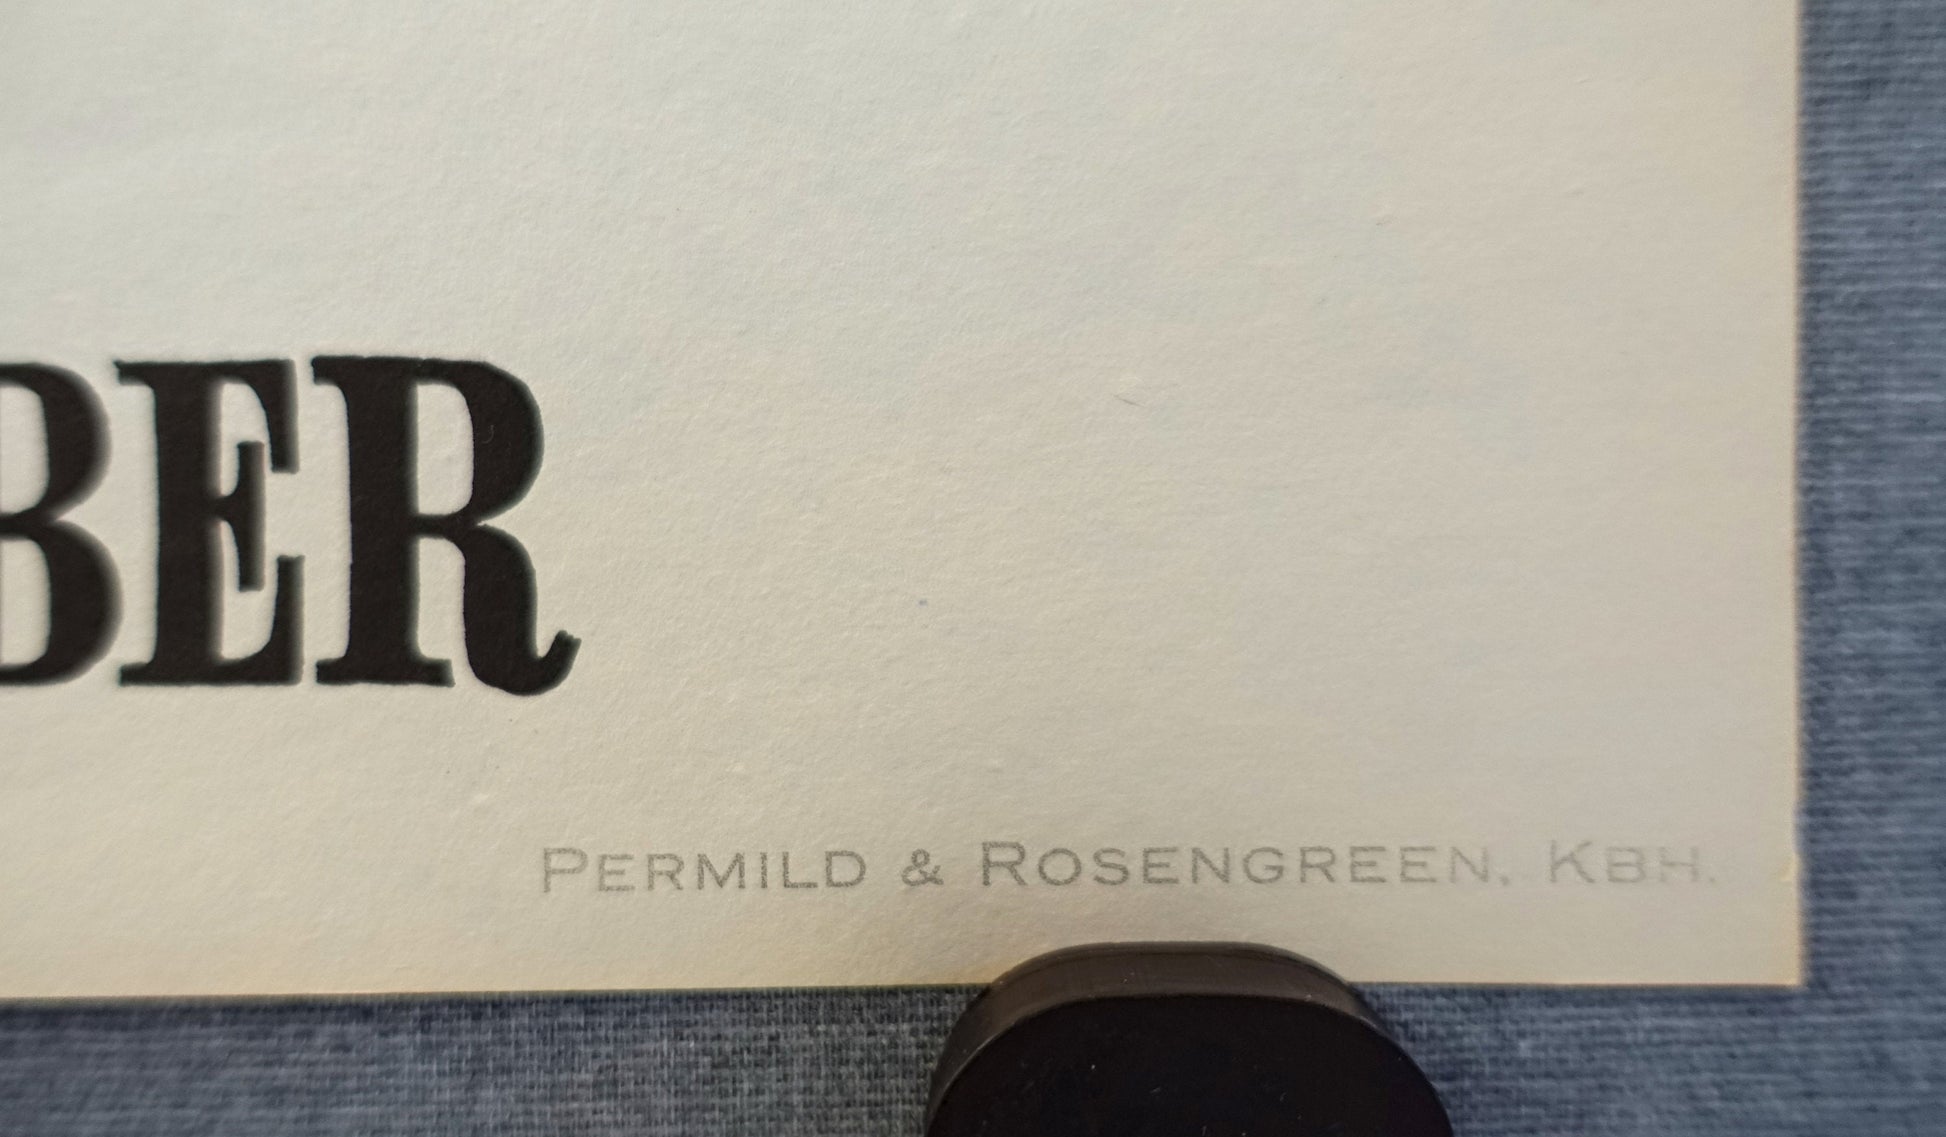 BER
PERMILD & ROSENGREEN, KBH.